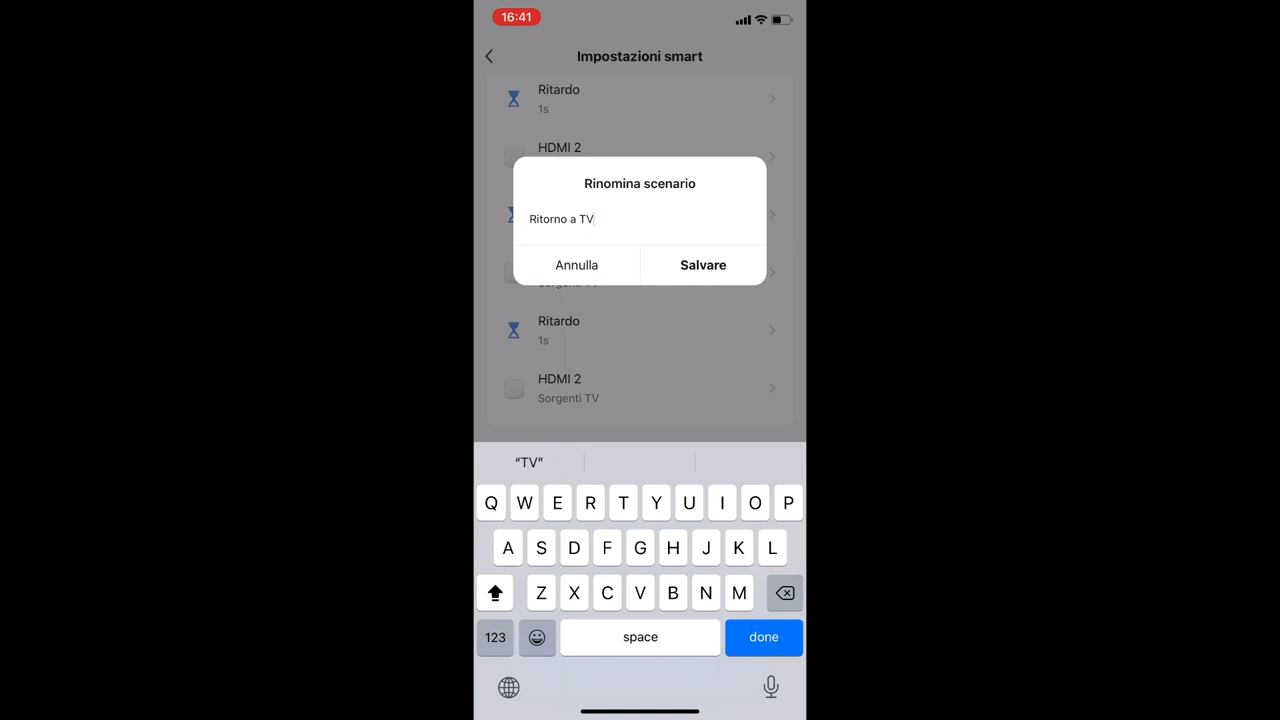 16:41
Impostazioni smart
Ritardo
1s
HDMI 2
Rinomina scenario
Ritorno a TV
Annulla
Salvare
Ritardo
1s
HDMI 2
Sorgenti TV
“TV”
Q W E R T Y U I O P
A S D F G H J K L
Z X C V B N M
123
space
done